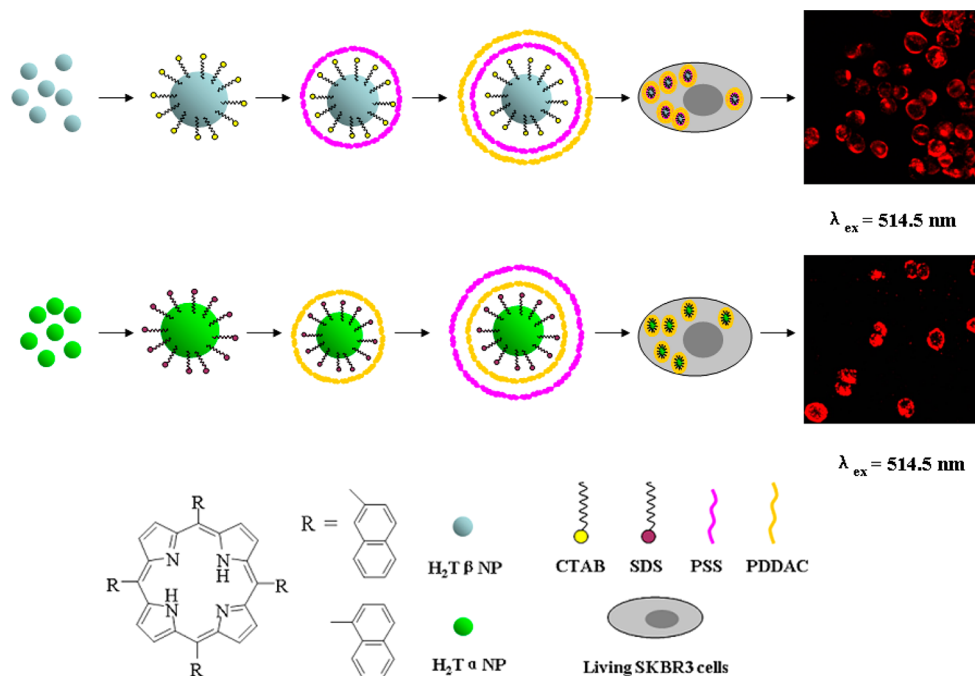 λ ex = 514.5 nm
λ ex = 514.5 nm
R
R
R
R
N
H
N
H
N
N
R =
H₂T β NP
H₂T α NP
CTAB
SDS
PSS
PDDAC
Living SKBR3 cells